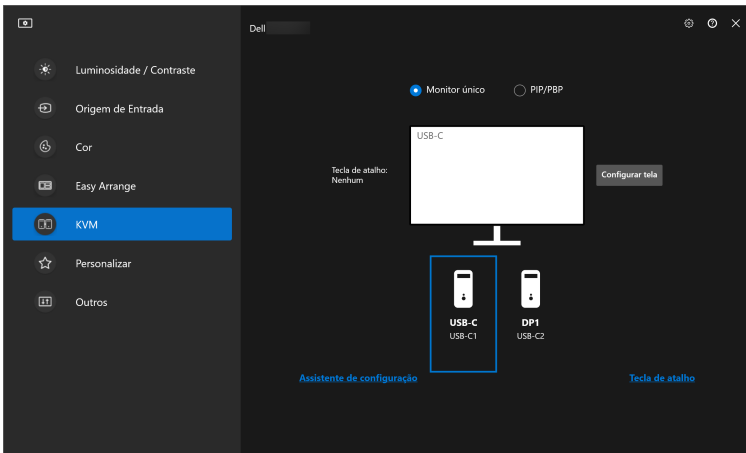 Dell
Luminosidade / Contraste
Origem de Entrada
Cor
Easy Arrange
KVM
Personalizar
Outros
Monitor único
PIP/PBP
USB-C
Tecla de atalho:
Nenhum
Configurar tela
USB-C
USB-C1
DP1
USB-C2
Assistente de configuração
Tecla de atalho